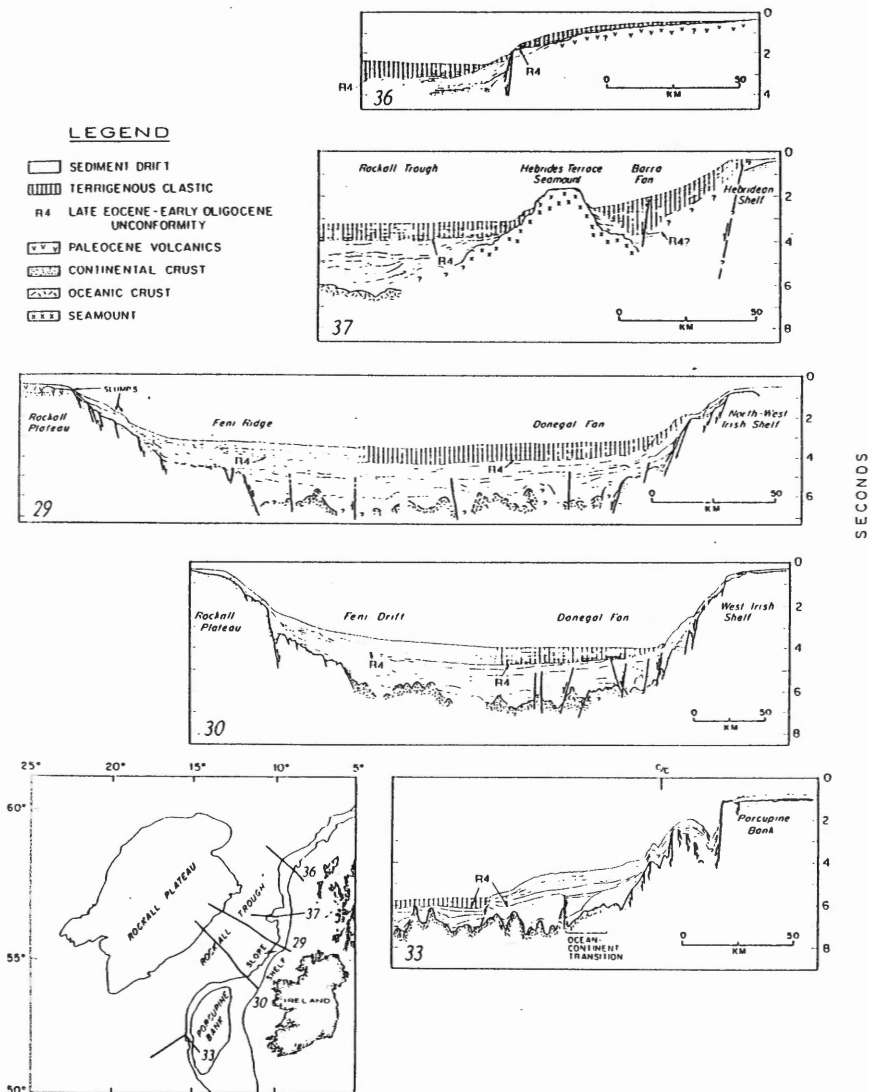 0
2
4
R4
R4
36
0 50
KM
LEGEND
SEDIMENT DRIFT
TERRIGENOUS CLASTIC
R4 LATE EOCENE-EARLY OLIGOCENE
UNCONFORMITY
PALEOCENE VOLCANICS
CONTINENTAL CRUST
OCEANIC CRUST
SEAMOUNT
Rockall Trough
Hebrides Terrace
Seamount
Barra
Fan
Hebridean
Shelf
0
2
4
6
8
R4
R4
R4?
37
0 50
KM
SLUMPS
Rockall
Plateau
Feni Ridge
Donegal Fan
North-West
Irish Shelf
R4
R4
0
2
4
6
29
0 50
KM
SECONDS
Rockall
Plateau
Feni Drift
Donegal Fan
West Irish
Shelf
R4
R4
0
2
4
6
8
30
0 50
KM
25° 20° 15° 10° 5°
60°
55°
50°
ROCKALL PLATEAU
ROCKALL TROUGH
SLOPE
SHELF
IRELAND
PORCUPINE
BANK
36
37
29
30
33
C/C
Porcupine
Bank
R4
OCEAN-
CONTINENT
TRANSITION
0
2
4
6
8
33
0 50
KM